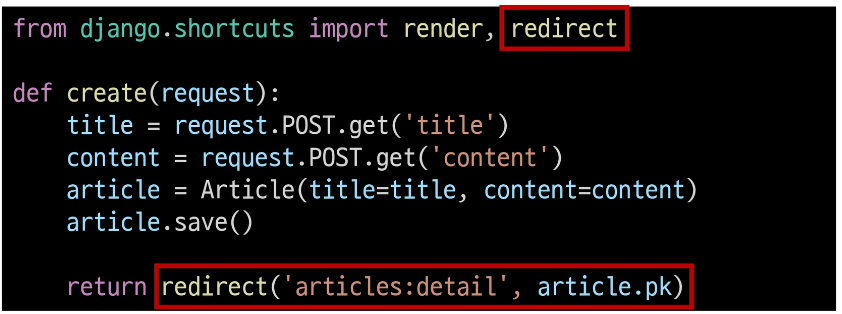 from django.shortcuts import render, redirect
def create(request):
    title = request.POST.get('title')
    content = request.POST.get('content')
    article = Article(title=title, content=content)
    article.save()
    return redirect('articles:detail', article.pk)